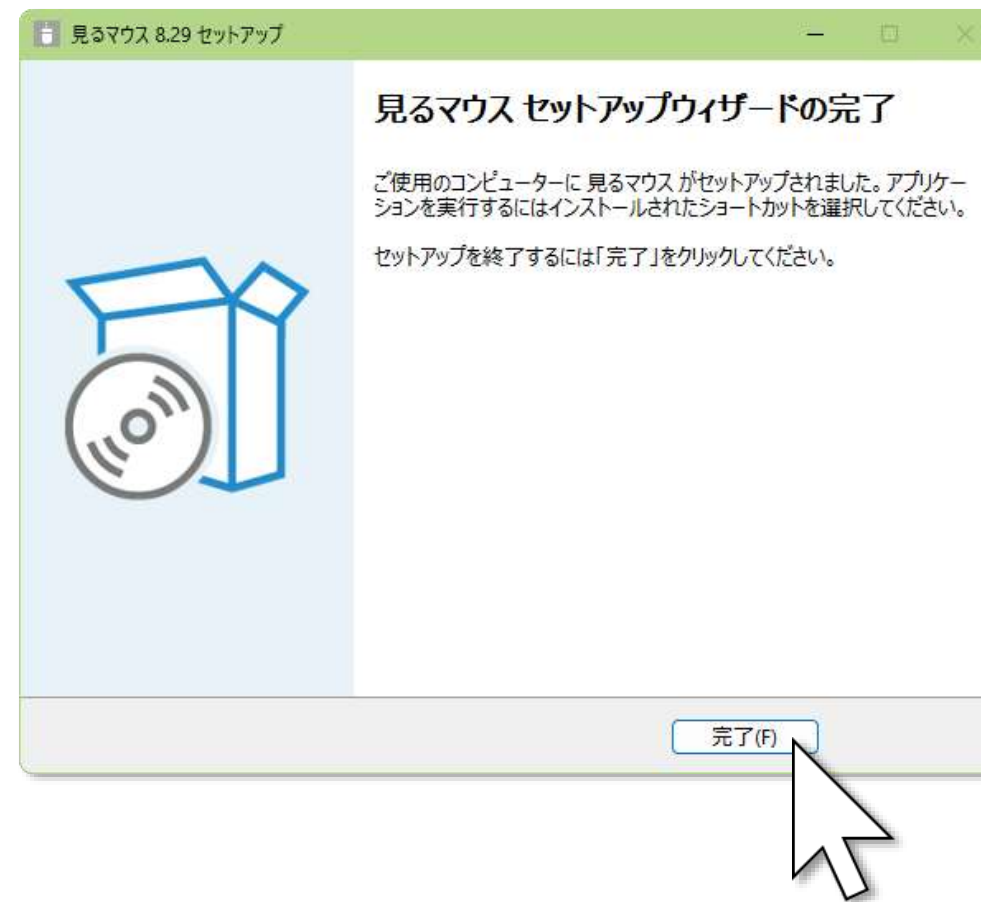 見るマウス 8.29 セットアップ
見るマウス セットアップウィザードの完了
ご使用のコンピューターに 見るマウス がセットアップされました。アプリケー
ションを実行するにはインストールされたショートカットを選択してください。
セットアップを終了するには「完了」をクリックしてください。
完了(F)